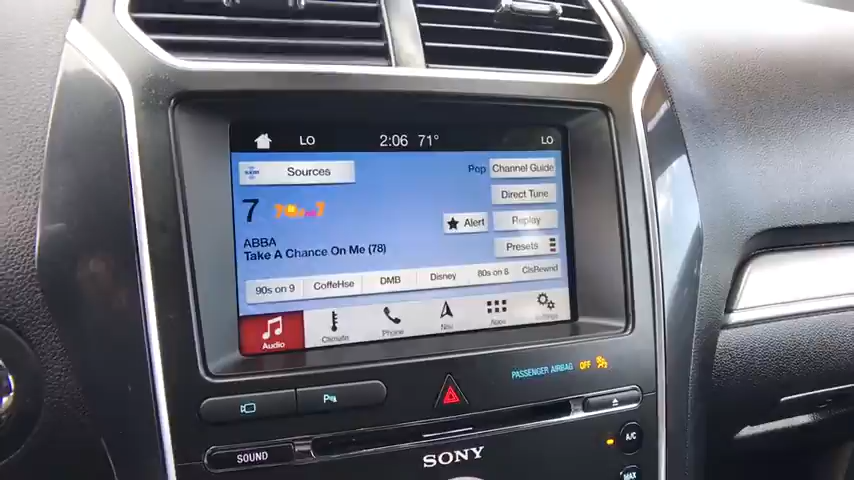 LO 2:06 71° LO
Sources
Pop
Channel Guide
Direct Tune
7
Alert
Replay
ABBA
Presets
Take A Chance On Me (78)
90s on 9
CoffeHse
DMB
Disney
80s on 8
ClsRewnd
Audio
Climate
Phone
Nav
Apps
Settings
PASSENGER AIRBAG OFF
P
SOUND
SONY
A/C
MAX